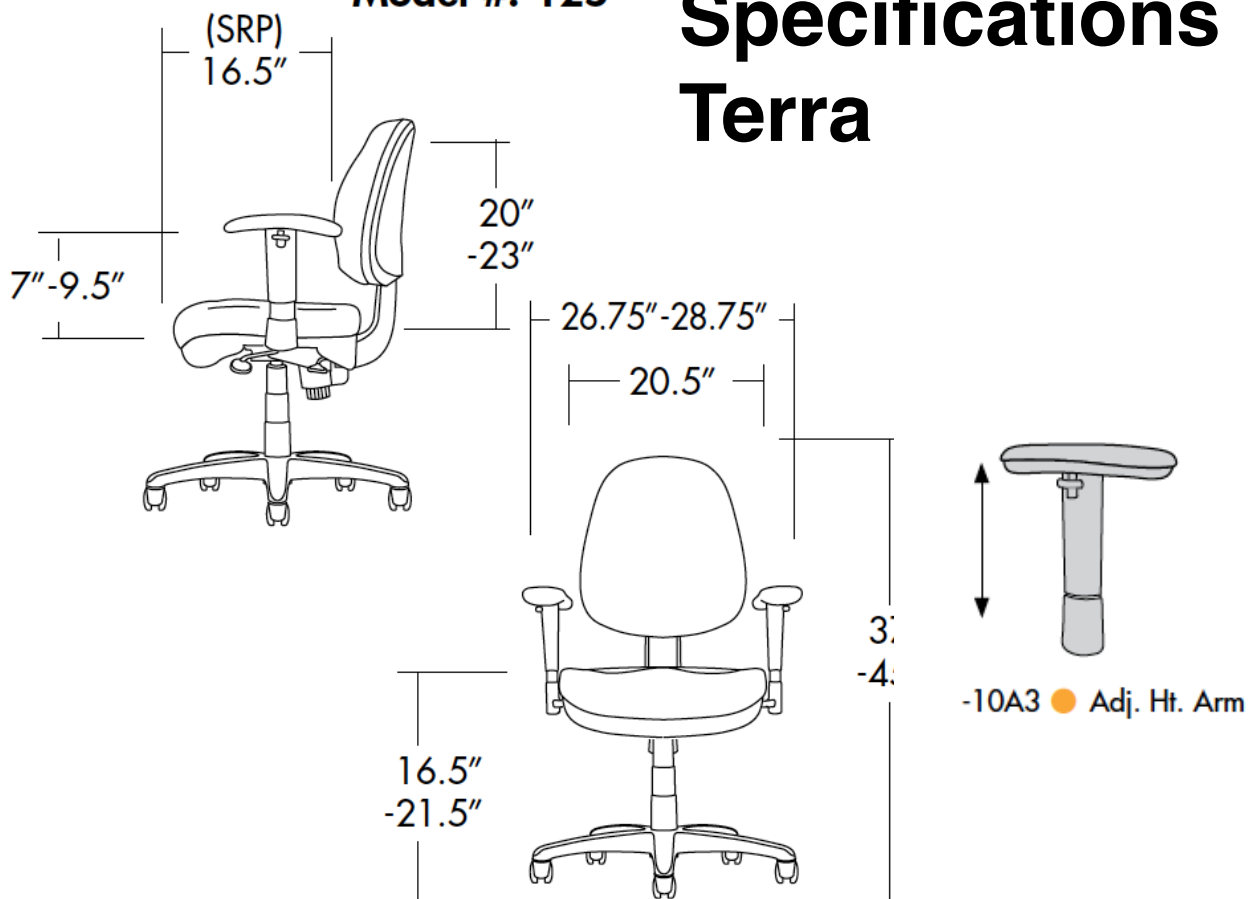 Specifications
Terra
(SRP)
16.5″
20″
-23″
7″-9.5″
26.75″-28.75″
20.5″
16.5″
-21.5″
-10A3 Adj. Ht. Arm